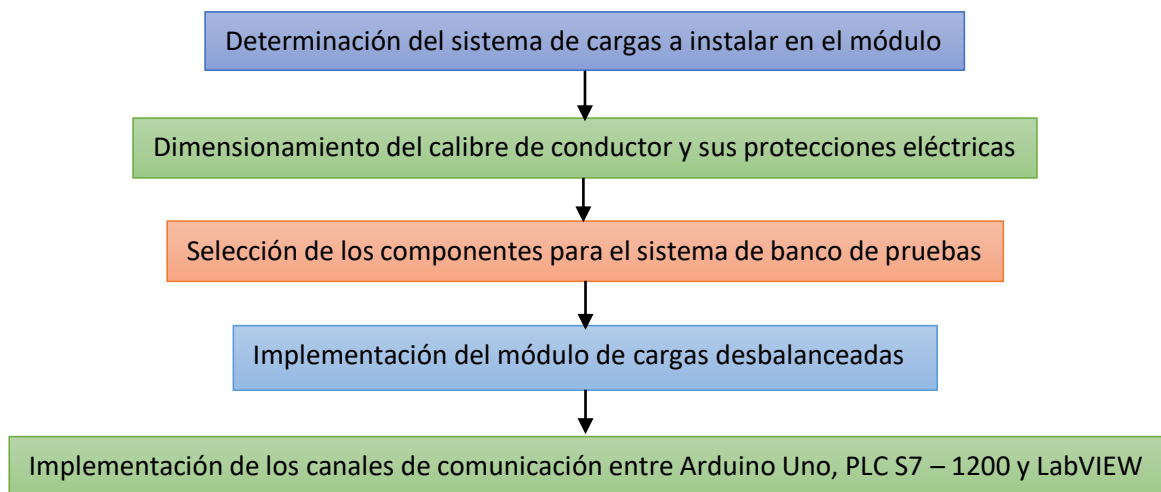 Determinación del sistema de cargas a instalar en el módulo
Dimensionamiento del calibre de conductor y sus protecciones eléctricas
Selección de los componentes para el sistema de banco de pruebas
Implementación del módulo de cargas desbalanceadas
Implementación de los canales de comunicación entre Arduino Uno, PLC S7 – 1200 y LabVIEW